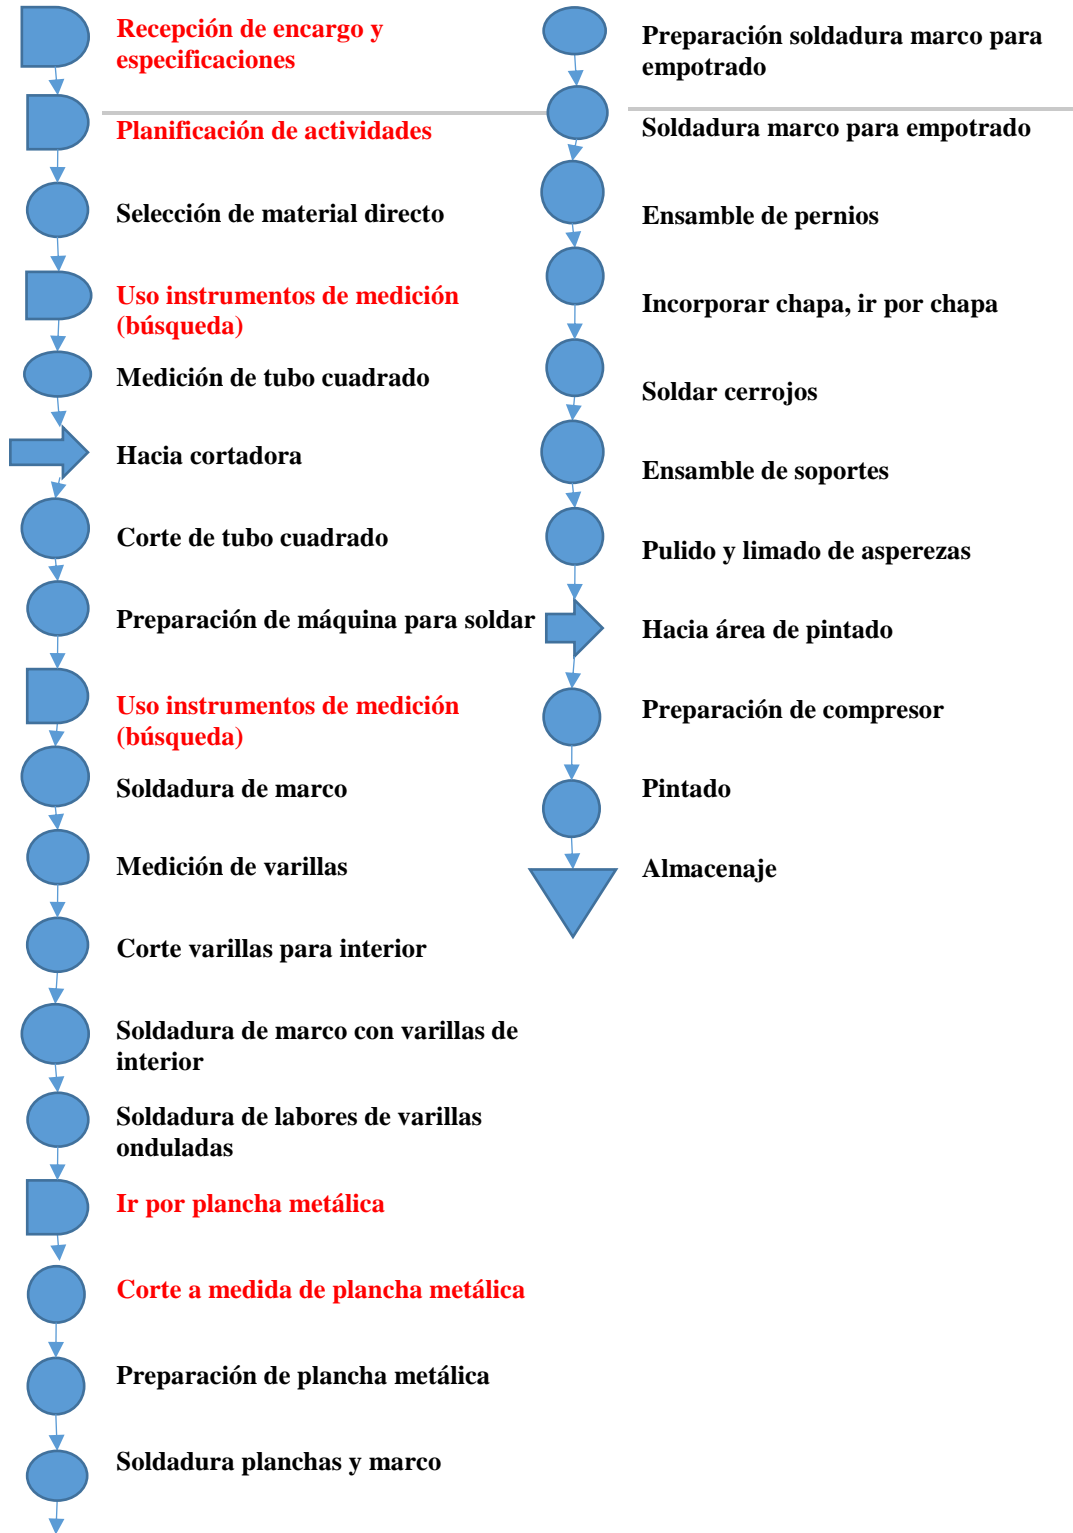 Recepción de encargo y
especificaciones
Planificación de actividades
Selección de material directo
Uso instrumentos de medición
(búsqueda)
Medición de tubo cuadrado
Hacia cortadora
Corte de tubo cuadrado
Preparación de máquina para soldar
Uso instrumentos de medición
(búsqueda)
Soldadura de marco
Medición de varillas
Corte varillas para interior
Soldadura de marco con varillas de
interior
Soldadura de labores de varillas
onduladas
Ir por plancha metálica
Corte a medida de plancha metálica
Preparación de plancha metálica
Soldadura planchas y marco
Preparación soldadura marco para
empotrado
Soldadura marco para empotrado
Ensamble de pernios
Incorporar chapa, ir por chapa
Soldar cerrojos
Ensamble de soportes
Pulido y limado de asperezas
Hacia área de pintado
Preparación de compresor
Pintado
Almacenaje